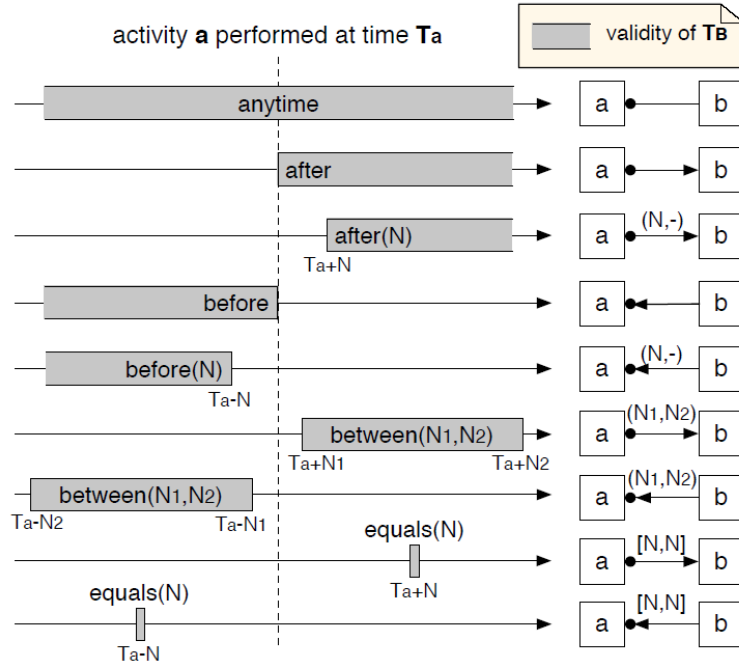 activity a performed at time Ta
validity of TB
anytime
a b
after
a b
after(N)
Ta+N
(N,-)
a b
before
a b
before(N)
Ta-N
(N,-)
a b
between(N1,N2)
Ta+N1 Ta+N2
(N1,N2)
a b
between(N1,N2)
Ta-N2 Ta-N1
(N1,N2)
a b
equals(N)
Ta+N
[N,N]
a b
equals(N)
Ta-N
[N,N]
a b